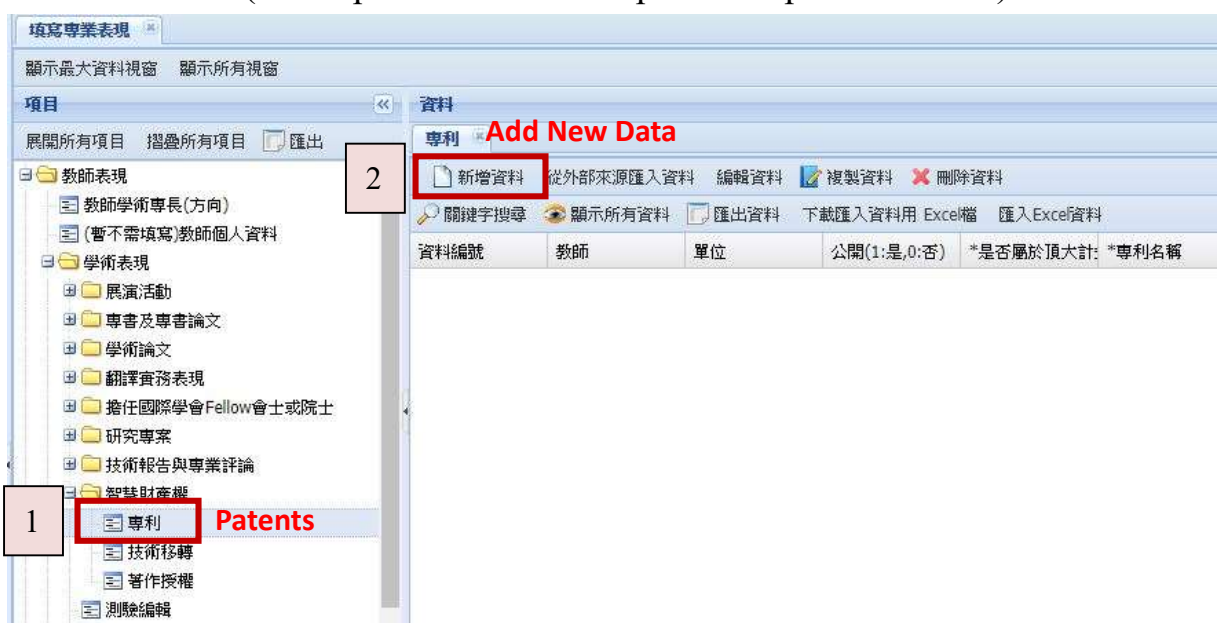 填寫專業表現
顯示最大資料視窗 顯示所有視窗
項目
展開所有項目 摺疊所有項目 匯出
教師表現
教師學術專長(方向)
(暫不需填寫)教師個人資料
學術表現
展演活動
專書及專書論文
學術論文
翻譯實務表現
擔任國際學會Fellow會士或院士
研究專案
技術報告與專業評論
智慧財產權
1
專利 Patents
技術移轉
著作授權
測驗編輯
資料
專利 Add New Data
2
新增資料 從外部來源匯入資料 編輯資料 複製資料 刪除資料
關鍵字搜尋 顯示所有資料 匯出資料 下載匯入資料用 Excel檔 匯入Excel資料
資料編號 教師 單位 公開(1:是,0:否) *是否屬於頂大計 *專利名稱